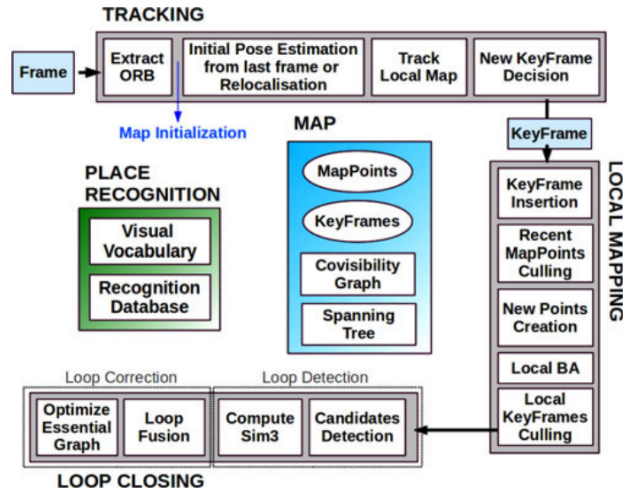 TRACKING
Frame
Extract
ORB
Initial Pose Estimation
from last frame or
Relocalisation
Track
Local Map
New KeyFrame
Decision
Map Initialization
KeyFrame
MAP
MapPoints
KeyFrames
Covisibility
Graph
Spanning
Tree
PLACE
RECOGNITION
Visual
Vocabulary
Recognition
Database
LOCAL MAPPING
KeyFrame
Insertion
Recent
MapPoints
Culling
New Points
Creation
Local BA
Local
KeyFrames
Culling
Loop Correction
Loop Detection
Optimize
Essential
Graph
Loop
Fusion
Compute
Sim3
Candidates
Detection
LOOP CLOSING